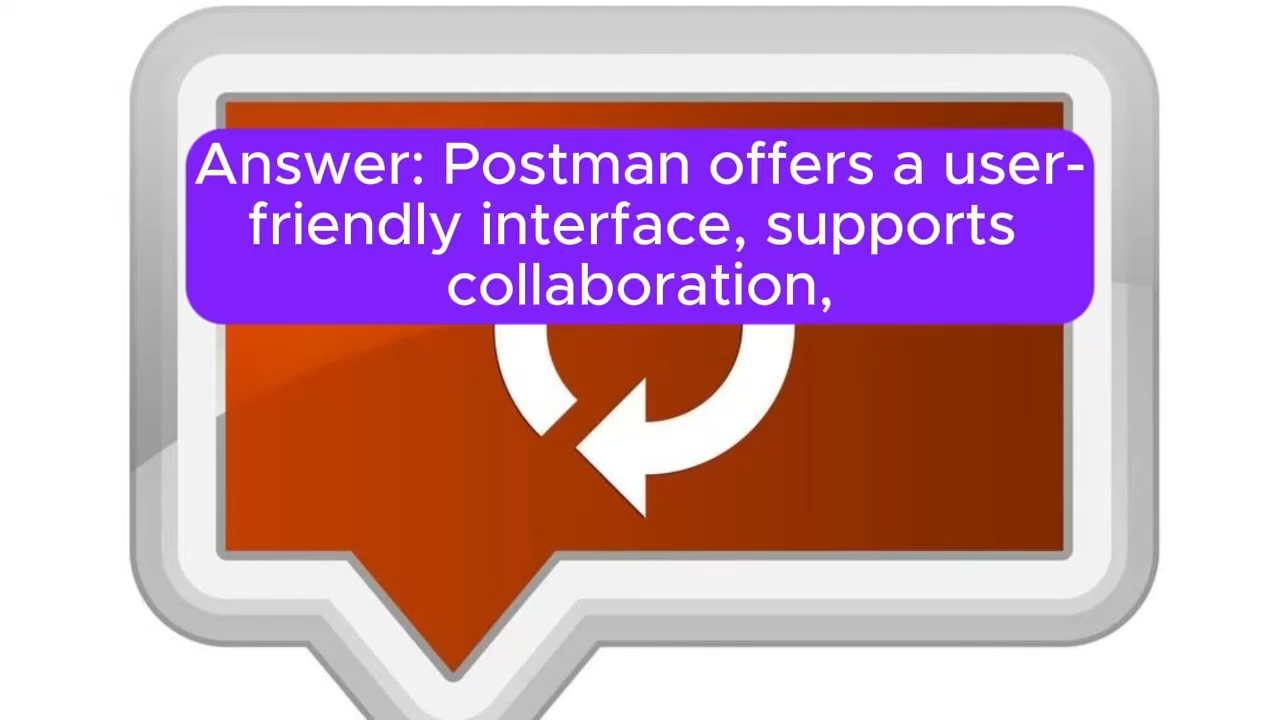 Answer: Postman offers a user-
friendly interface, supports
collaboration,